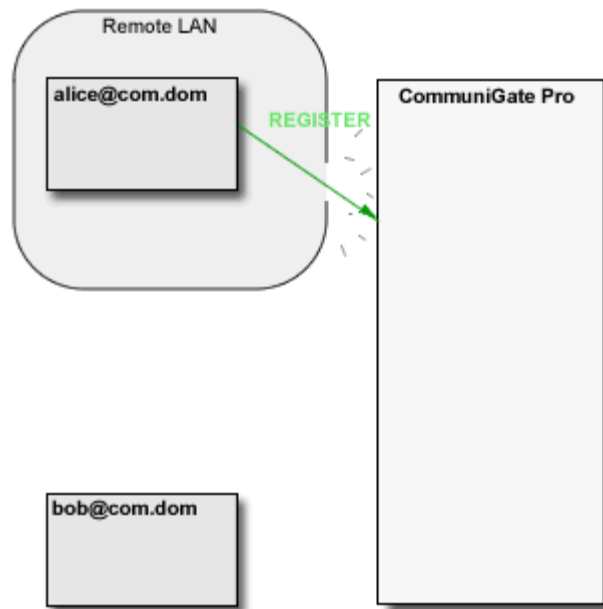 Remote LAN
alice@com.dom
CommuniGate Pro
REGISTER
bob@com.dom